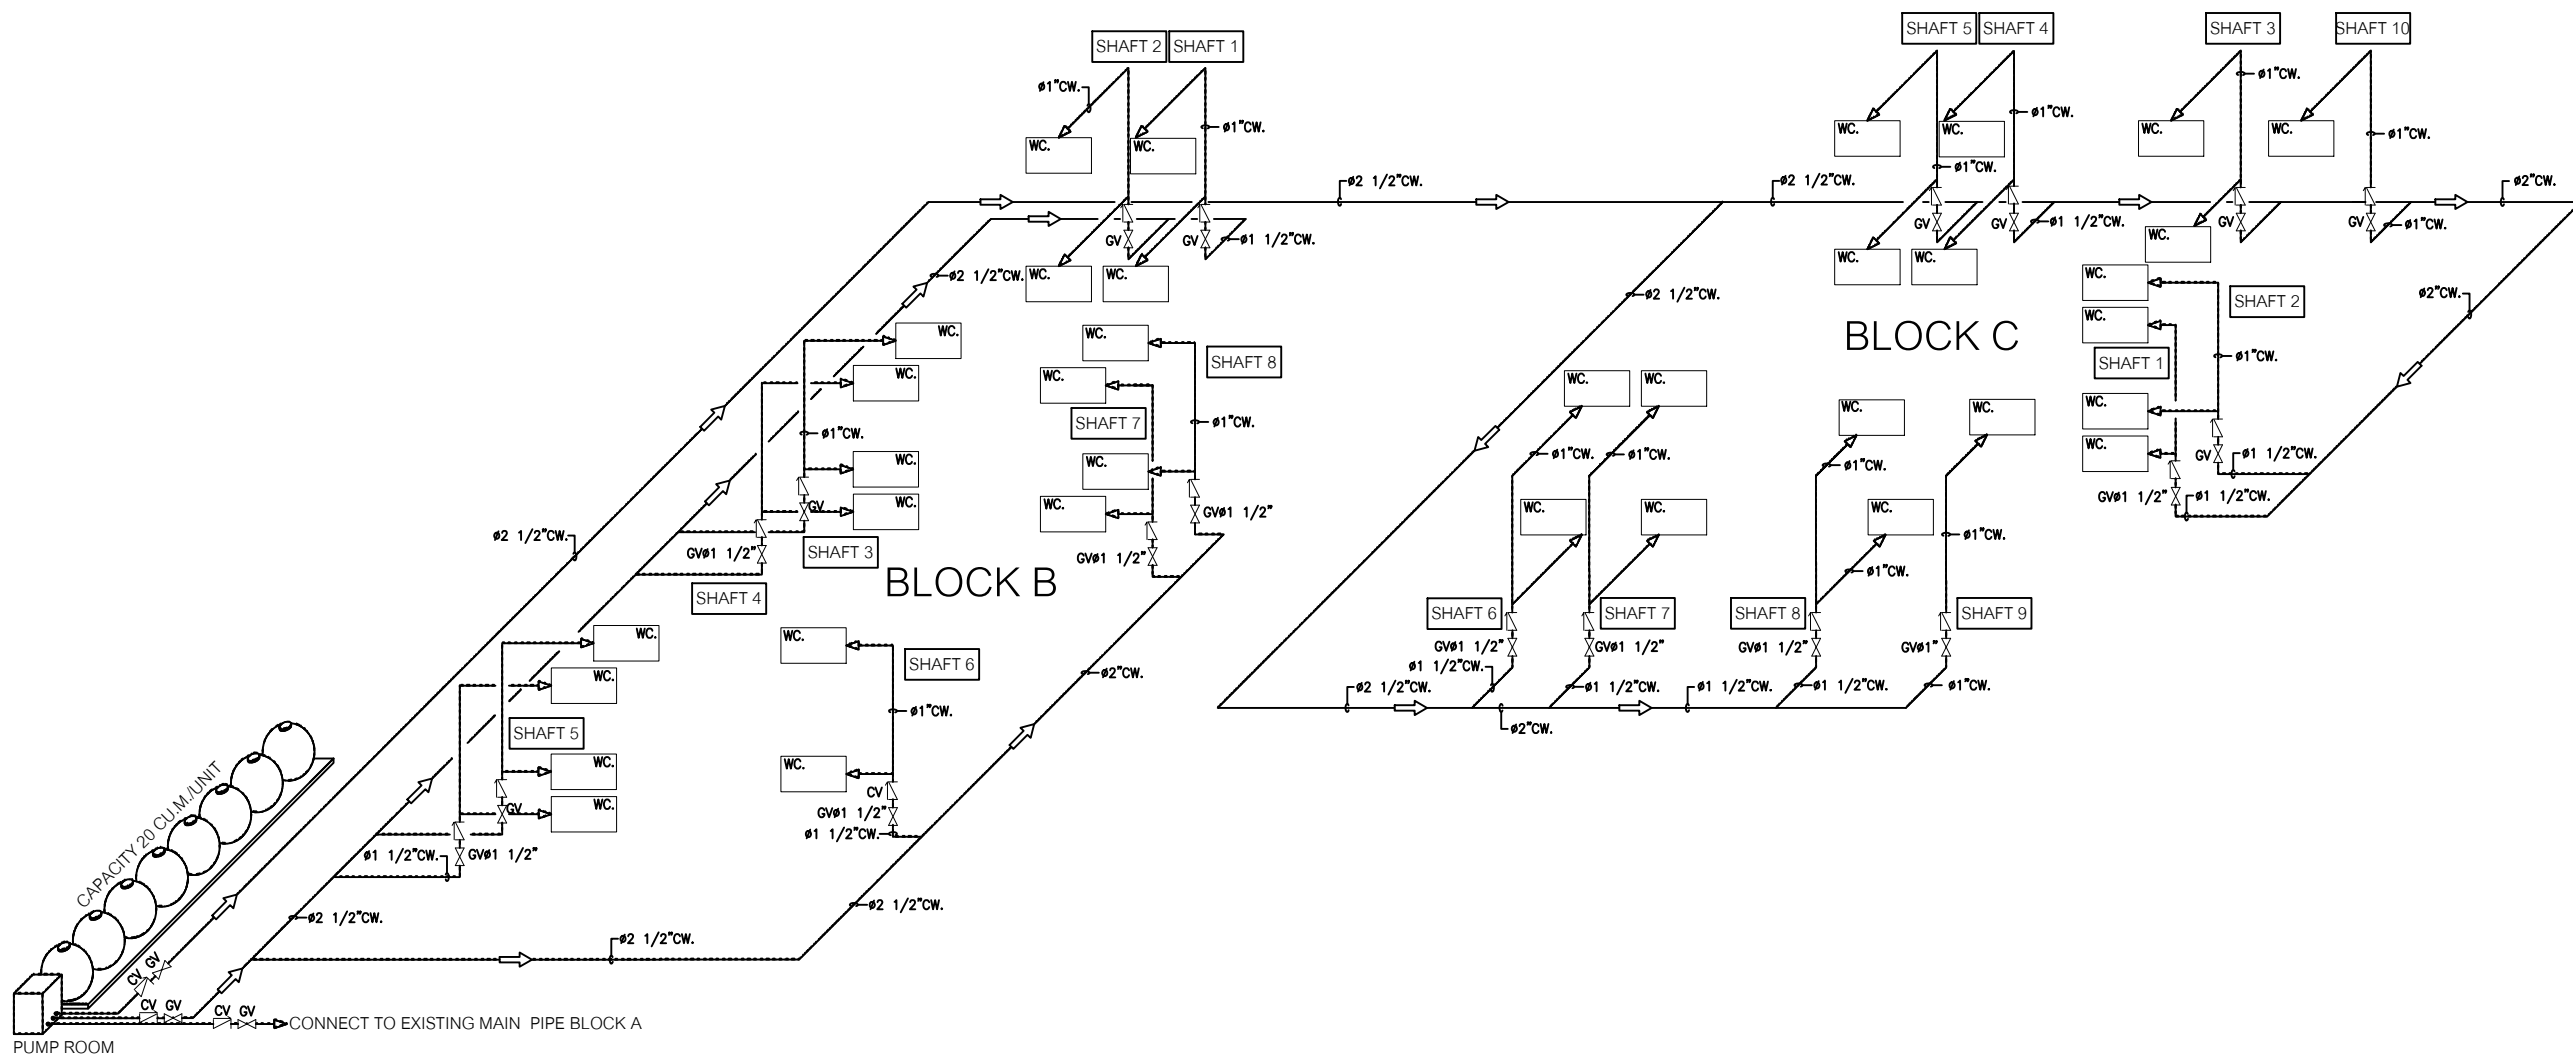 SHAFT 2
SHAFT 1
SHAFT 5
SHAFT 4
SHAFT 3
SHAFT 10
ø1"CW.
ø1"CW.
WC.
WC.
ø1"CW.
ø1"CW.
ø1"CW.
ø1"CW.
WC.
WC.
WC.
WC.
ø2 1/2"CW.
ø2 1/2"CW.
ø2"CW.
GV
GV
ø1 1/2"CW.
GV
GV
ø1 1/2"CW.
GV
GV
ø1"CW.
ø2 1/2"CW.
WC.
WC.
WC.
WC.
WC.
ø2 1/2"CW.
WC.
WC.
SHAFT 2
ø2"CW.
SHAFT 1
ø1"CW.
WC.
WC.
GV
ø1 1/2"CW.
GVø1 1/2"
ø1 1/2"CW.
BLOCK C
WC.
WC.
ø1"CW.
WC.
WC.
GV
GVø1 1/2"
SHAFT 3
SHAFT 4
BLOCK B
WC.
SHAFT 8
WC.
SHAFT 7
ø1"CW.
WC.
WC.
GVø1 1/2"
GVø1 1/2"
ø2 1/2"CW.
WC.
WC.
WC.
WC.
ø1"CW.
ø1"CW.
ø1"CW.
WC.
WC.
WC.
ø1"CW.
ø1"CW.
SHAFT 6
SHAFT 7
SHAFT 8
SHAFT 9
GVø1 1/2"
GVø1 1/2"
GVø1 1/2"
GVø1"
ø1 1/2"CW.
ø2 1/2"CW.
ø1 1/2"CW.
ø1 1/2"CW.
ø1 1/2"CW.
ø1"CW.
ø2"CW.
WC.
WC.
SHAFT 5
WC.
GV
WC.
ø1 1/2"CW.
GVø1 1/2"
WC.
SHAFT 6
ø1"CW.
WC.
CV
GVø1 1/2"
ø1 1/2"CW.
ø2"CW.
ø2 1/2"CW.
ø2 1/2"CW.
ø2 1/2"CW.
CAPACITY 20 CU.M./UNIT
CV
GV
CV
GV
CV
GV
CONNECT TO EXISTING MAIN PIPE BLOCK A
PUMP ROOM